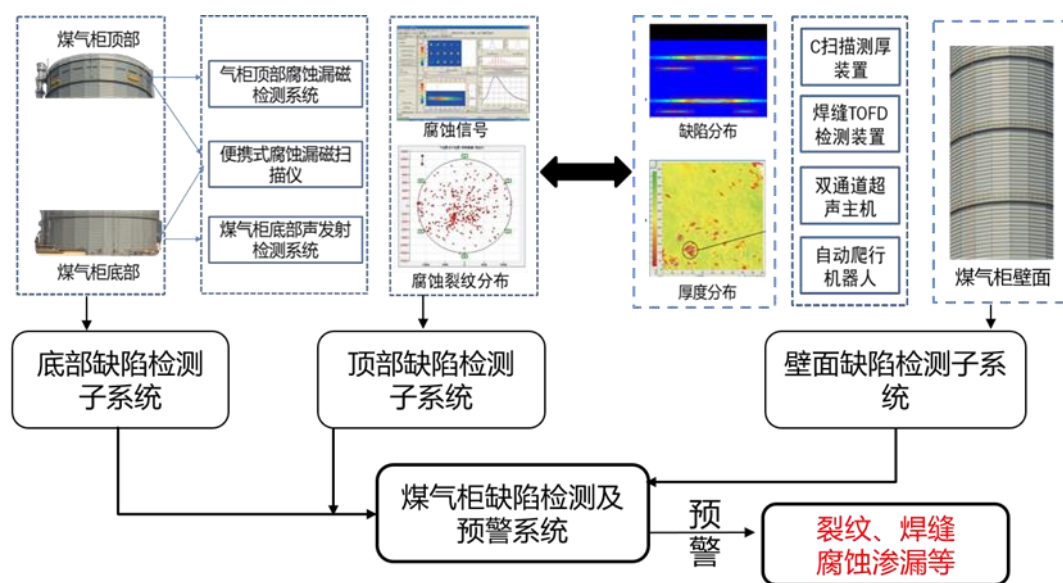 煤气柜顶部
煤气柜底部
气柜顶部腐蚀漏磁
检测系统
便携式腐蚀漏磁扫
描仪
煤气柜底部声发射
检测系统
腐蚀信号
腐蚀裂纹分布
缺陷分布
厚度分布
C扫描测厚
装置
焊缝TOFD
检测装置
双通道超
声主机
自动爬行
机器人
煤气柜壁面
底部缺陷检测
子系统
顶部缺陷检测
子系统
壁面缺陷检测子系
统
煤气柜缺陷检测及
预警系统
预
警
裂纹、焊缝
腐蚀渗漏等